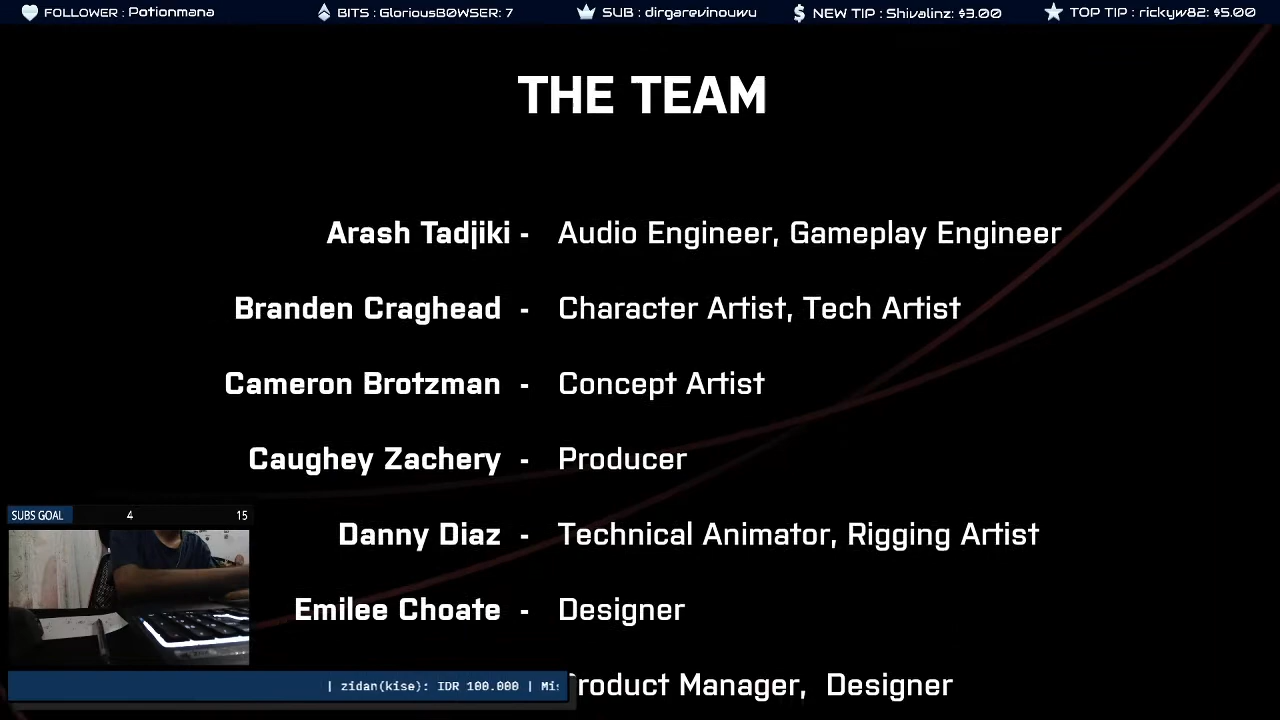 FOLLOWER : Potionmana BITS : GloriousB0WSER: 7 SUB : dirgarevinouwu NEW TIP : Shivalinz: $3.00 TOP TIP : rickyw82: $5.00
THE TEAM
Arash Tadjiki - Audio Engineer, Gameplay Engineer
Branden Craghead - Character Artist, Tech Artist
Cameron Brotzman - Concept Artist
Caughey Zachery - Producer
SUBS GOAL 4 15
Danny Diaz - Technical Animator, Rigging Artist
Emilee Choate - Designer
| zidan(kise): IDR 100.000 | Product Manager, Designer